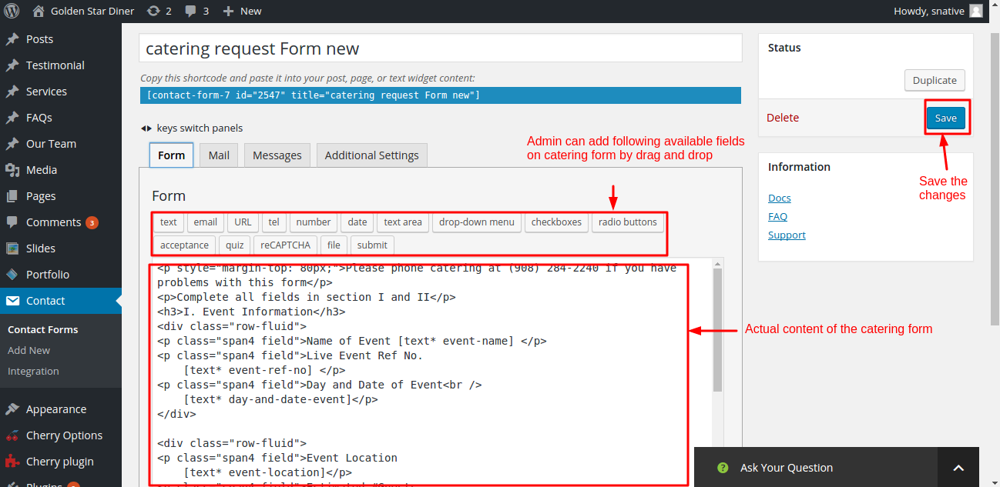 Golden Star Diner 2 3 New Howdy, snative
Posts
Testimonial
Services
FAQs
Our Team
Media
Pages
Comments 3
Slides
Portfolio
Contact
Contact Forms
Add New
Integration
Appearance
Cherry Options
Cherry plugin
Plugins
catering request Form new
Copy this shortcode and paste it into your post, page, or text widget content:
[contact-form-7 id="2547" title="catering request Form new"]
keys switch panels
Form Mail Messages Additional Settings
Admin can add following available fields
on catering form by drag and drop
Form
text email URL tel number date text area drop-down menu checkboxes radio buttons
acceptance quiz reCAPTCHA file submit
<p style="margin-top: 80px;">Please phone catering at (908) 284-2240 if you have
problems with this form</p>
<p>Complete all fields in section I and II</p>
<h3>I. Event Information</h3>
<div class="row-fluid">
<p class="span4 field">Name of Event [text* event-name] </p>
<p class="span4 field">Live Event Ref No.
[text* event-ref-no] </p>
<p class="span4 field">Day and Date of Event<br />
[text* day-and-date-event]</p>
</div>
<div class="row-fluid">
<p class="span4 field">Event Location
[text* event-location]</p>
Actual content of the catering form
Status
Duplicate
Delete Save
Save the
changes
Information
Docs
FAQ
Support
? Ask Your Question